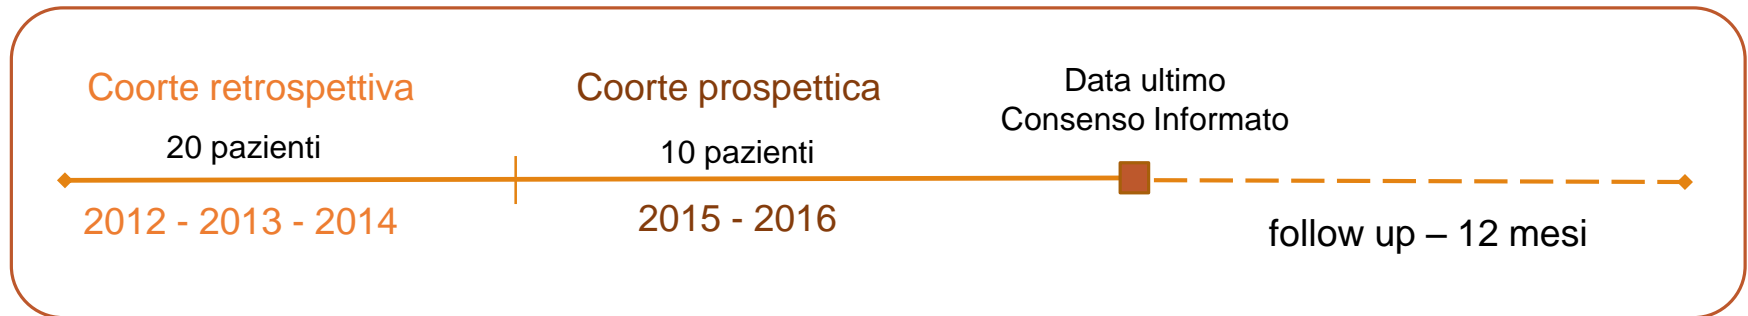 Coorte retrospettiva
20 pazienti
2012 - 2013 - 2014
Coorte prospettica
10 pazienti
2015 - 2016
Data ultimo
Consenso Informato
follow up – 12 mesi